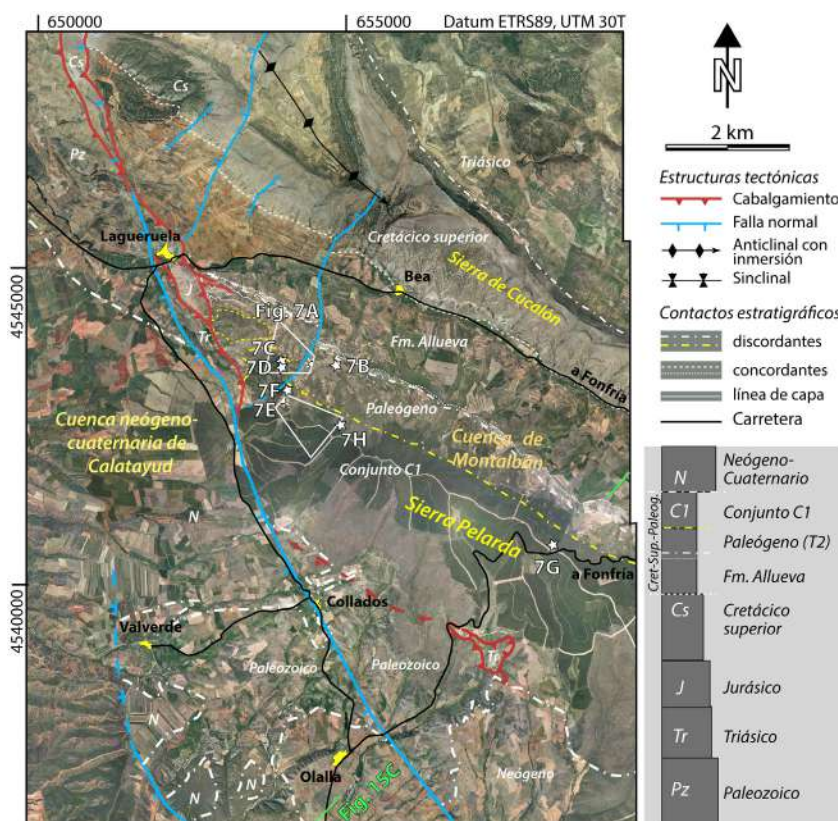 650000
655000
Datum ETRS89, UTM 30T
4545000
4540000
Cs
Cs
Pz
Triásico
Lagueruela
Cretácico superior
Sierra de Cucalón
Bea
J
Fig. 7A
Tr
Fm. Allueva
7C
7D
7B
a Fonfría
7F
7E
Paleógeno
7H
Cuenca neógeno-
cuaternaria de
Calatayud
Cuenca de
Montalbán
Conjunto C1
N
Sierra Pelarda
7G
a Fonfría
Collados
Valverde
Paleozoico
Paleozoico
Tr
N
N
N
Olalla
Neógeno
Fig. 15C
N
2 km
Estructuras tectónicas
Cabalgamiento
Falla normal
Anticlinal con
inmersión
Sinclinal
Contactos estratigráficos
discordantes
concordantes
línea de capa
Carretera
Cret-Sup.-Paleog.
N
Neógeno-
Cuaternario
C1
Conjunto C1
Paleógeno (T2)
Fm. Allueva
Cs
Cretácico
superior
J
Jurásico
Tr
Triásico
Pz
Paleozoico